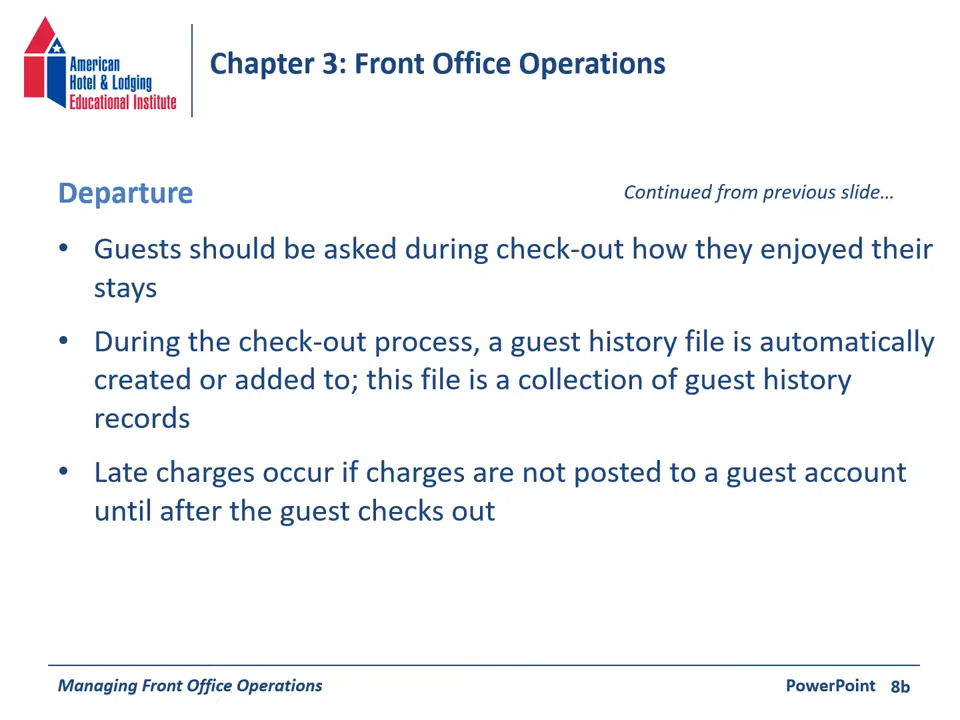 American
Hotel & Lodging
Educational Institute
Chapter 3: Front Office Operations
Departure
Continued from previous slide…
• Guests should be asked during check-out how they enjoyed their
stays
• During the check-out process, a guest history file is automatically
created or added to; this file is a collection of guest history
records
• Late charges occur if charges are not posted to a guest account
until after the guest checks out
Managing Front Office Operations
PowerPoint 8b